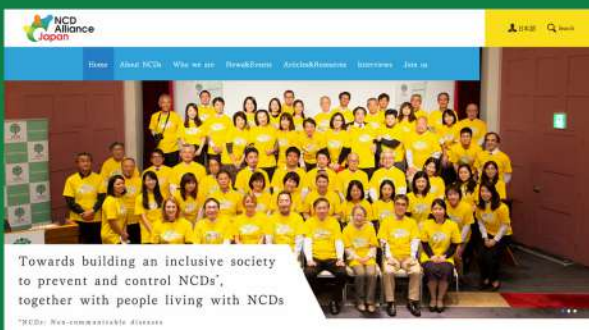 NCD
Alliance
Japan
日本語
Search
Home About NCDs Who we are News&Events Articles&Resources Interviews Join us
Towards building an inclusive society
to prevent and control NCDs*,
together with people living with NCDs
*NCDs: Non-communicable diseases